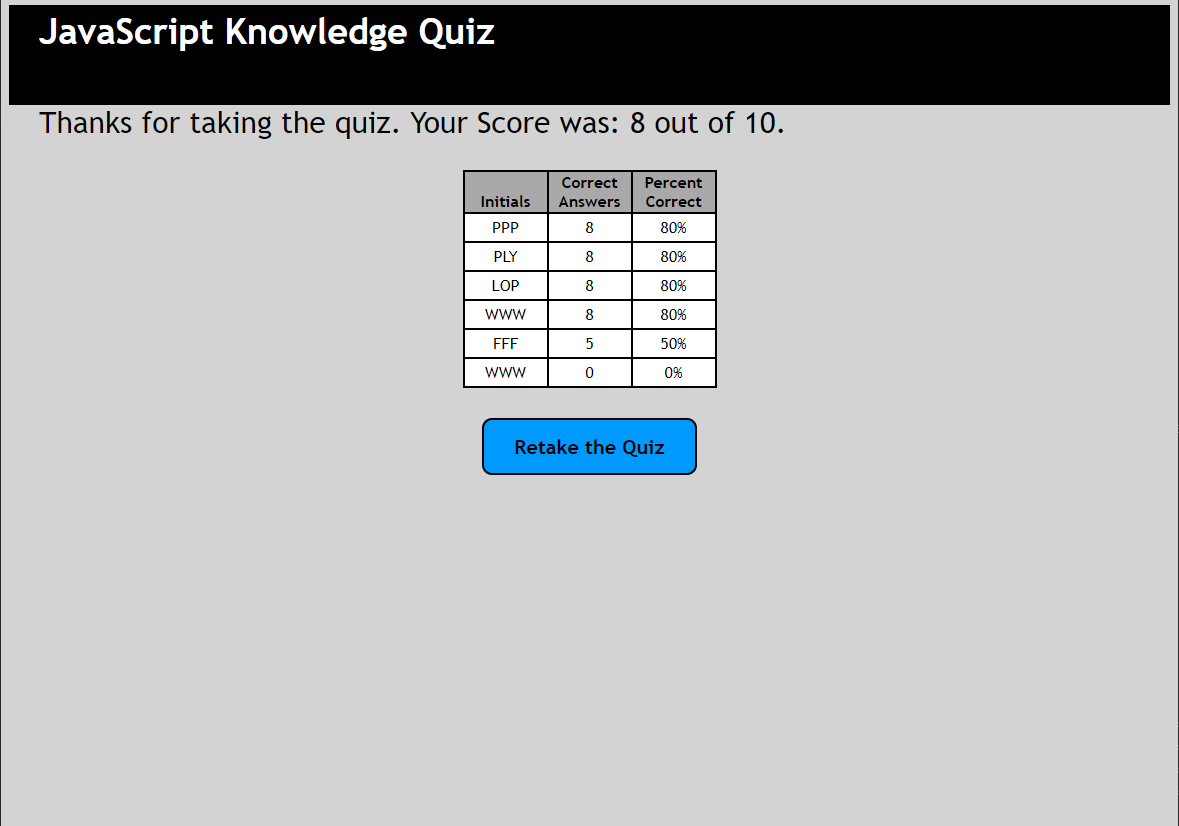 JavaScript Knowledge Quiz
Thanks for taking the quiz. Your Score was: 8 out of 10.
Initials Correct Answers Percent Correct
PPP 8 80%
PLY 8 80%
LOP 8 80%
WWW 8 80%
FFF 5 50%
WWW 0 0%
Retake the Quiz